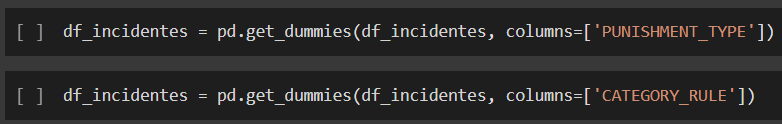 [ ] df_incidentes = pd.get_dummies(df_incidentes, columns=['PUNISHMENT_TYPE'])
[ ] df_incidentes = pd.get_dummies(df_incidentes, columns=['CATEGORY_RULE'])